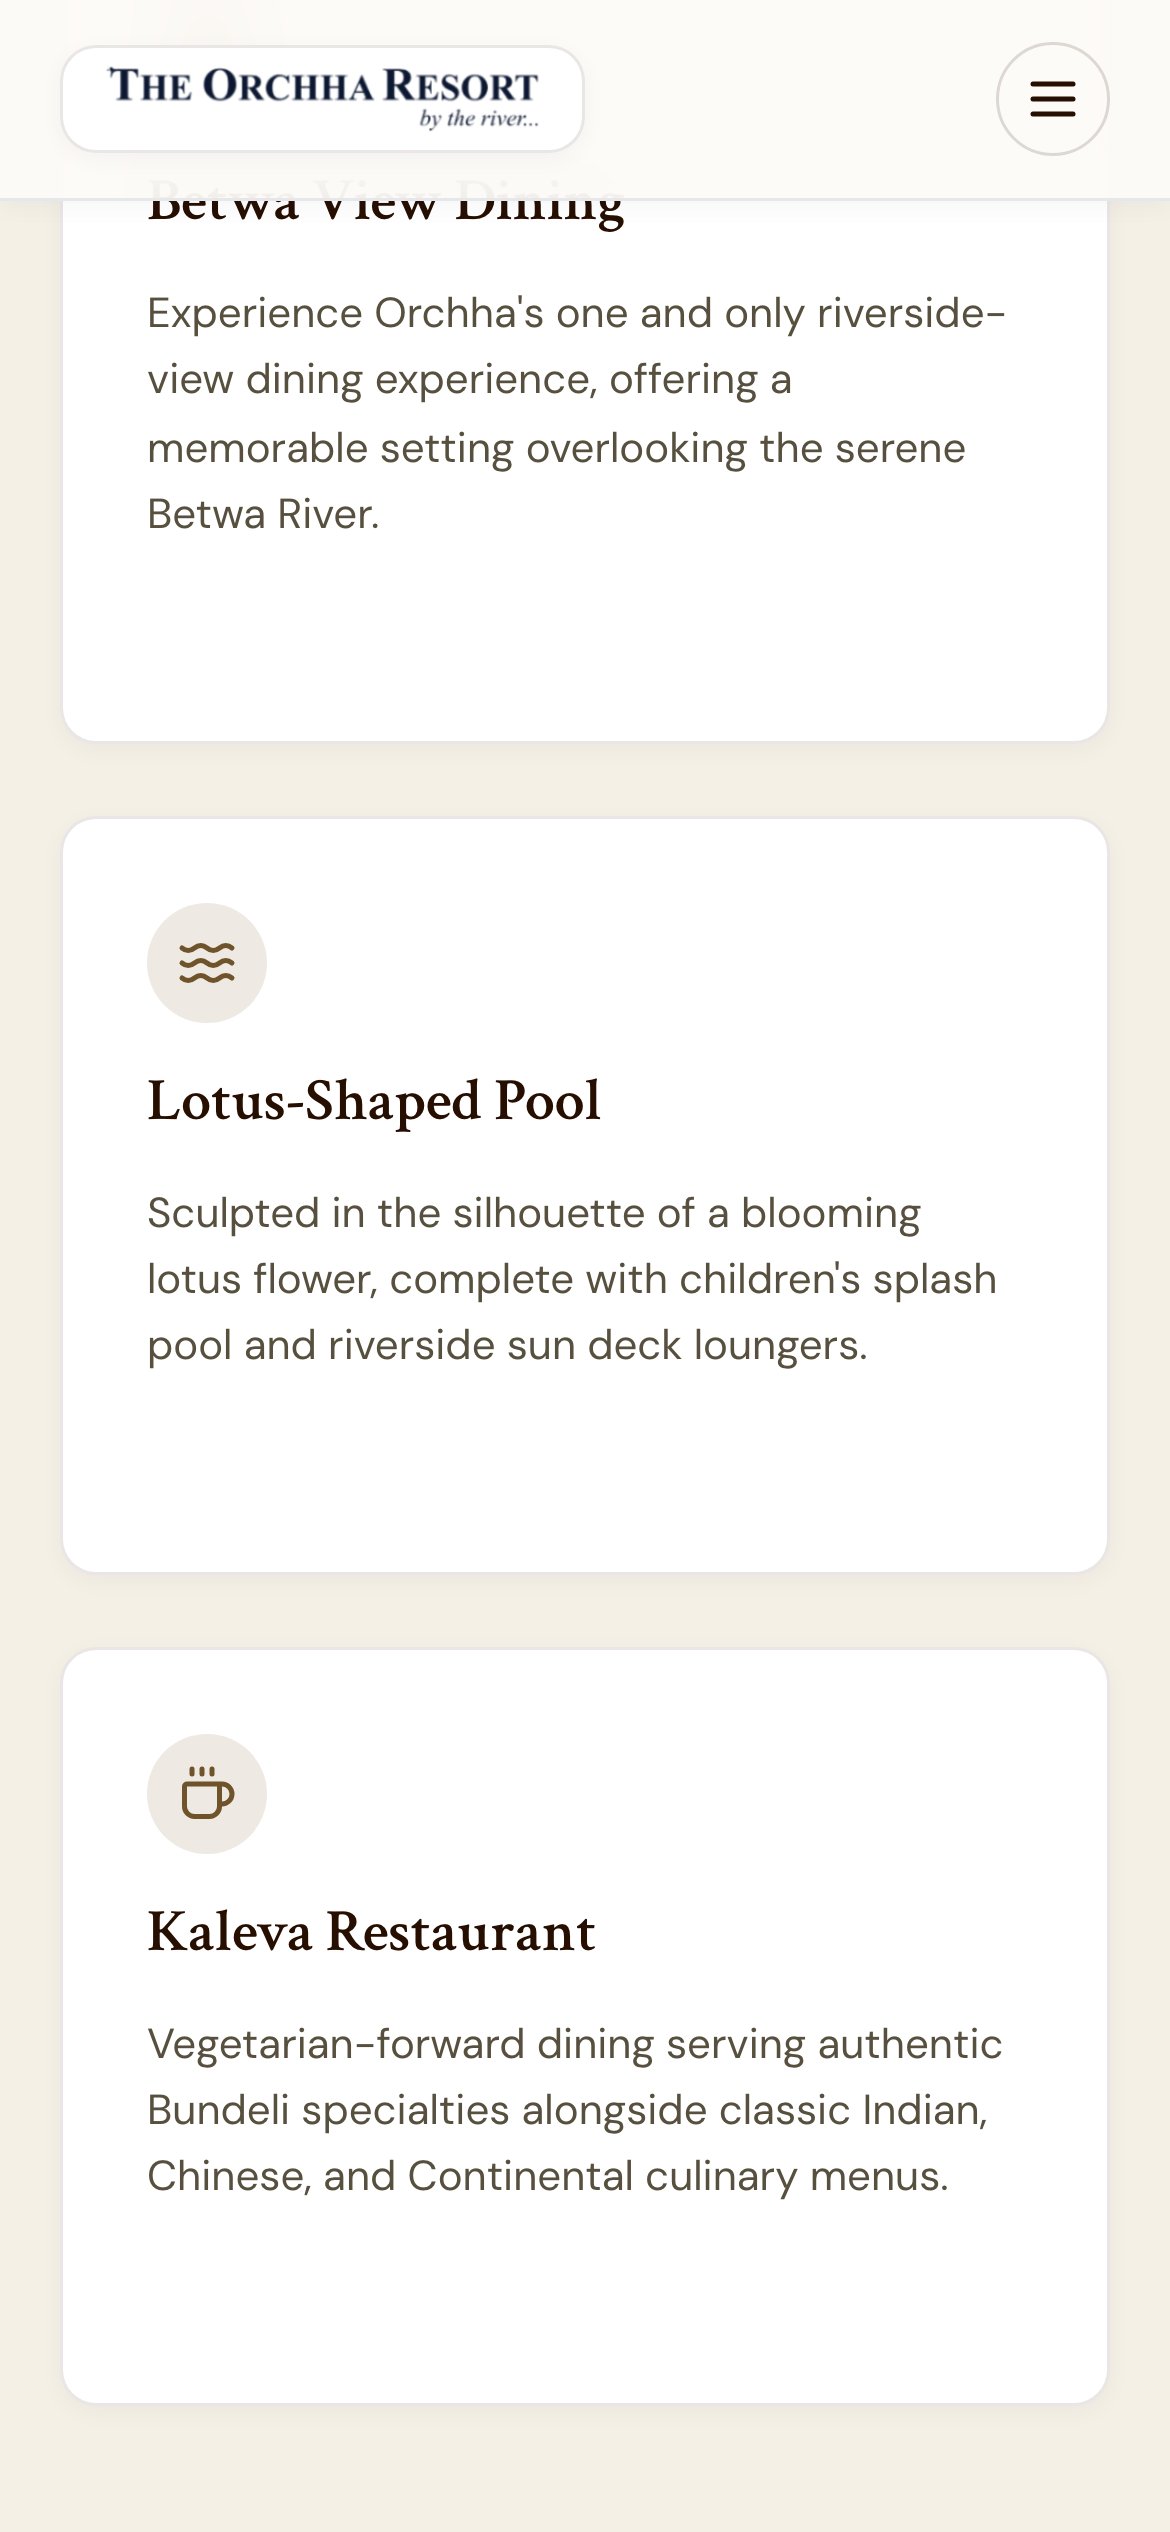 THE ORCHHA RESORT
by the river...
Betwa View Dining
Experience Orchha's one and only riverside-
view dining experience, offering a
memorable setting overlooking the serene
Betwa River.
Lotus-Shaped Pool
Sculpted in the silhouette of a blooming
lotus flower, complete with children's splash
pool and riverside sun deck loungers.
Kaleva Restaurant
Vegetarian-forward dining serving authentic
Bundeli specialties alongside classic Indian,
Chinese, and Continental culinary menus.